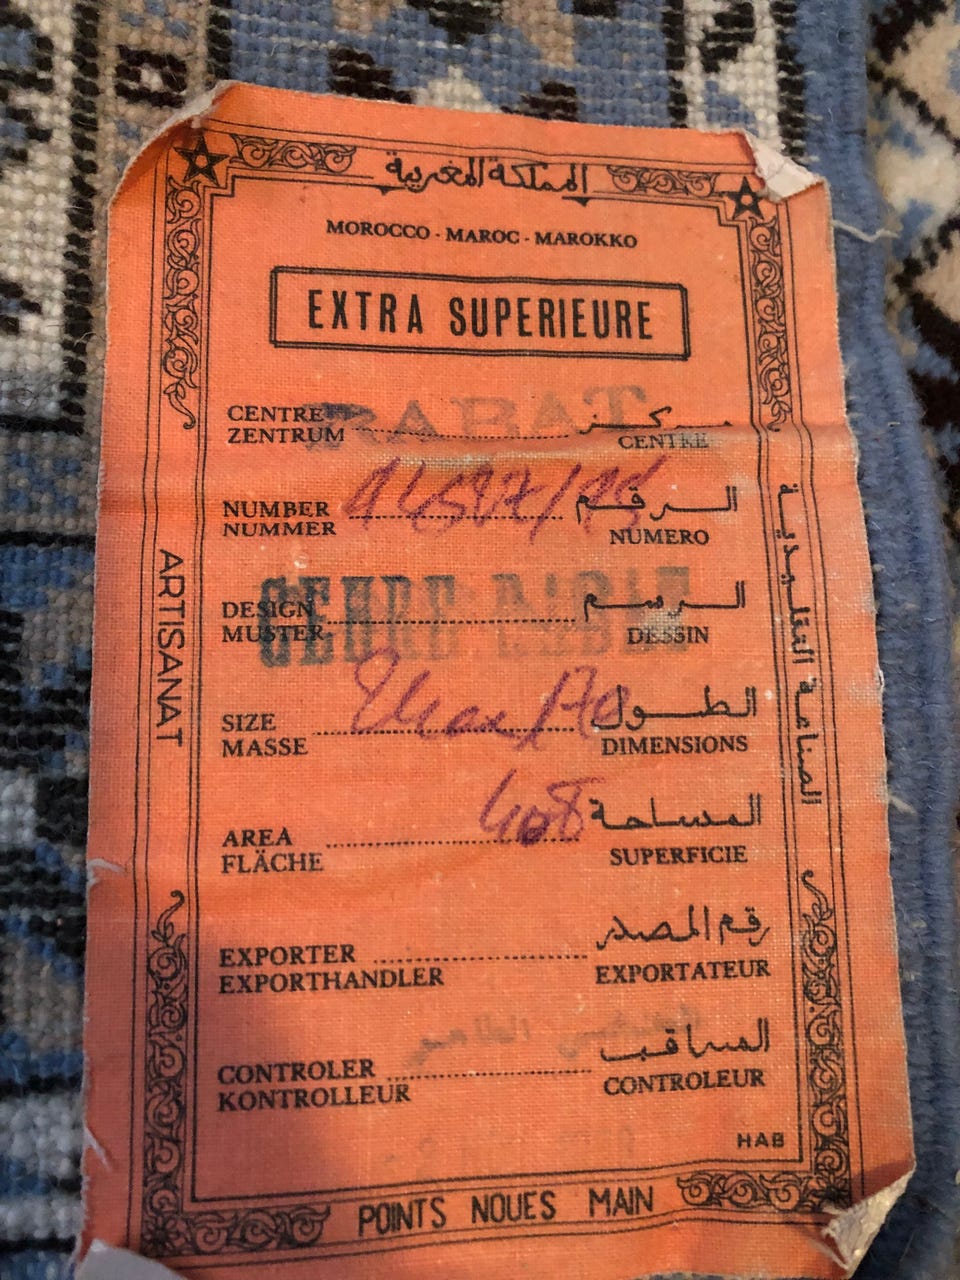 المملكة المغربية
MOROCCO - MAROC - MAROKKO
EXTRA SUPERIEURE
CENTRE RABAT مركز
ZENTRUM CENTRE
NUMBER الرقم
NUMMER NUMERO
DESIGN الرسم
MUSTER DESSIN
SIZE الطول
MASSE DIMENSIONS
AREA 408 المساحة
FLÄCHE SUPERFICIE
EXPORTER رقم المصدر
EXPORTHANDLER EXPORTATEUR
CONTROLER المراقب
KONTROLLEUR CONTROLEUR
HAB
POINTS NOUES MAIN
ARTISANAT
الصناعة التقليدية